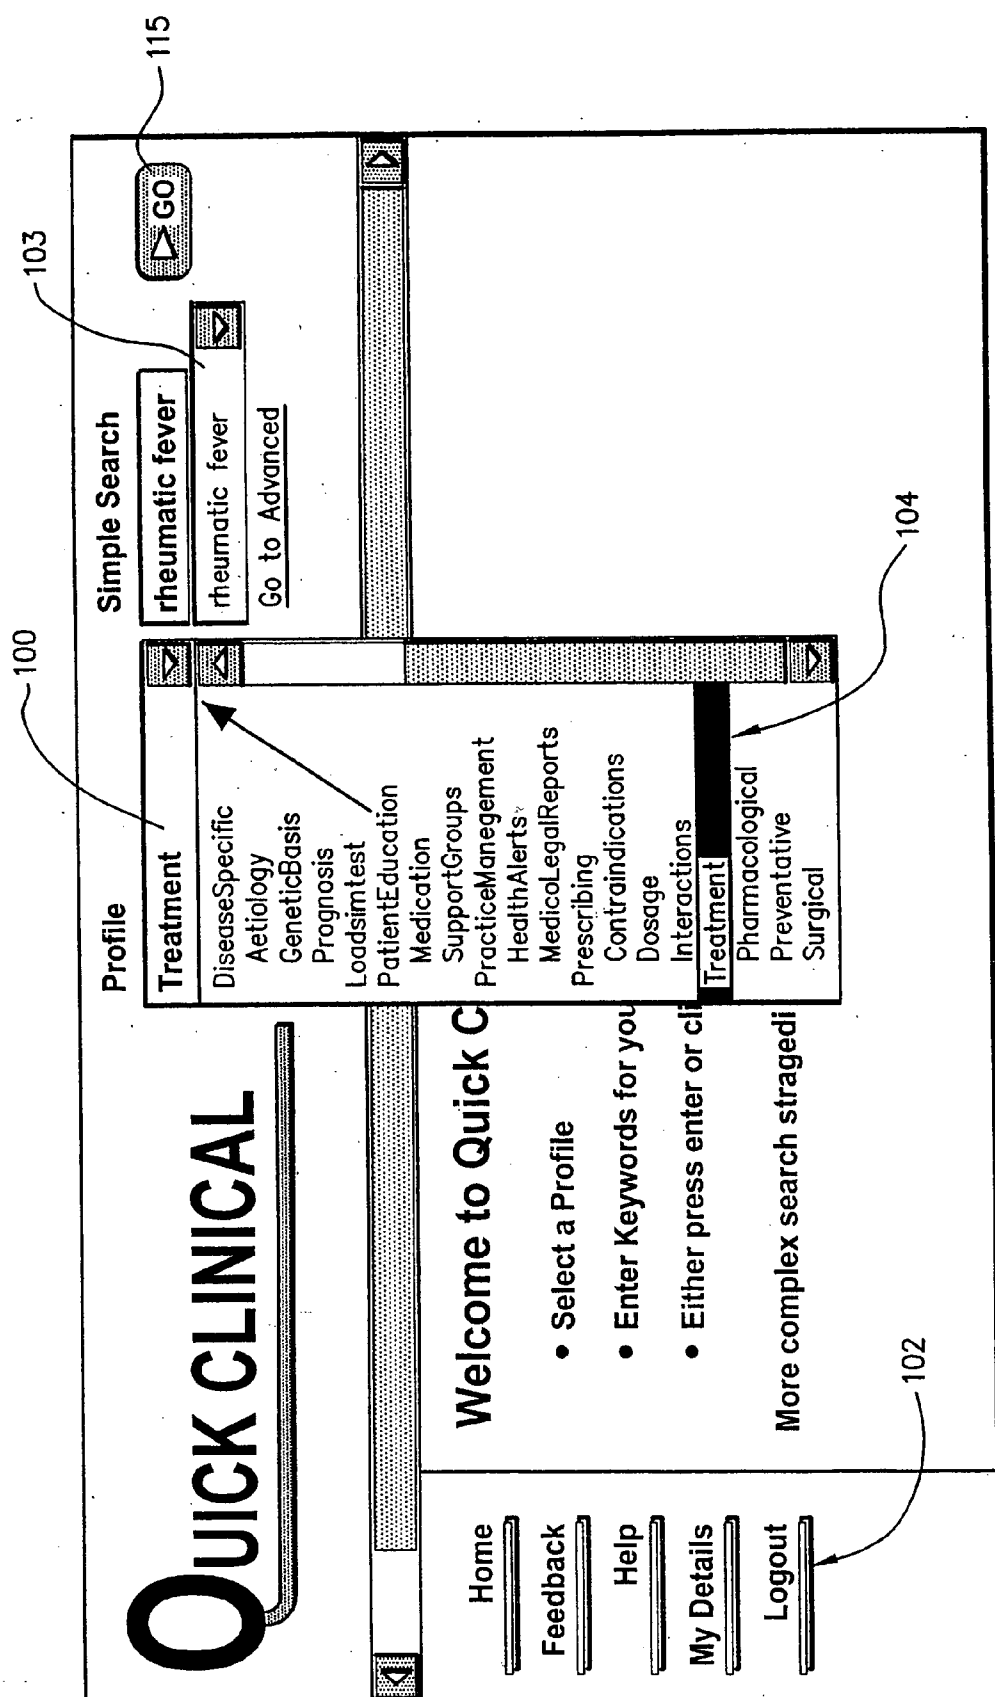 115
103
100
Profile
Simple Search
QUICK CLINICAL
Treatment
rheumatic fever
GO
rheumatic fever
Go to Advanced
DiseaseSpecific
Aetiology
GeneticBasis
Prognosis
Loadsimtest
PatientEducation
Medication
SupportGroups
PracticeManegement
HealthAlerts
MedicoLegalReports
Prescribing
Contraindications
Dosage
Interactions
Treatment
Pharmacological
Preventative
Surgical
104
Home
Feedback
Help
My Details
Logout
102
Welcome to Quick C
• Select a Profile
• Enter Keywords for you
• Either press enter or cli
More complex search stragedi